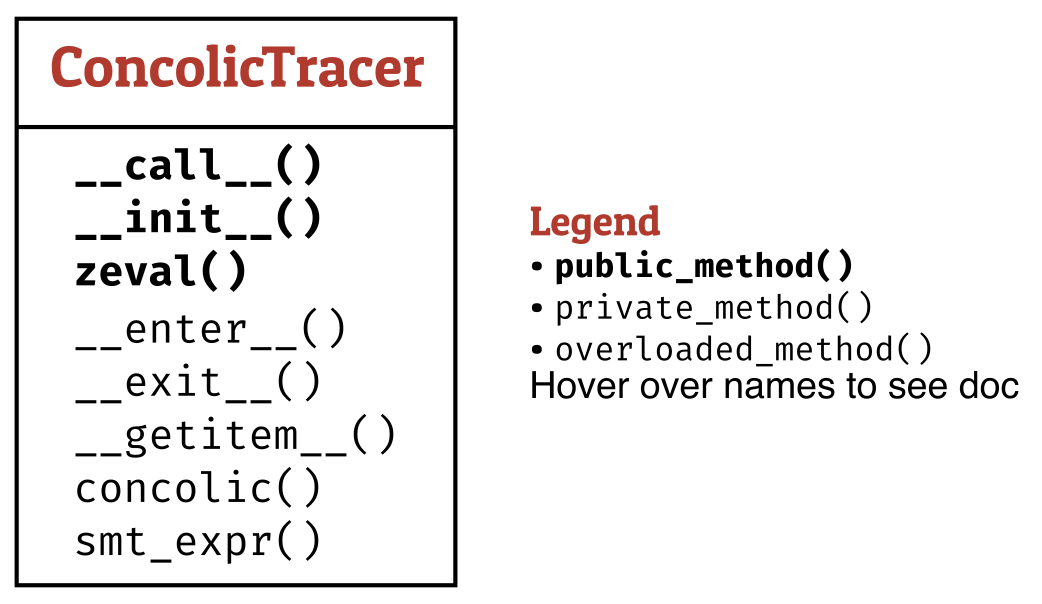 ConcolicTracer
__call__()
__init__()
zeval()
__enter__()
__exit__()
__getitem__()
concolic()
smt_expr()
Legend
• public_method()
• private_method()
• overloaded_method()
Hover over names to see doc